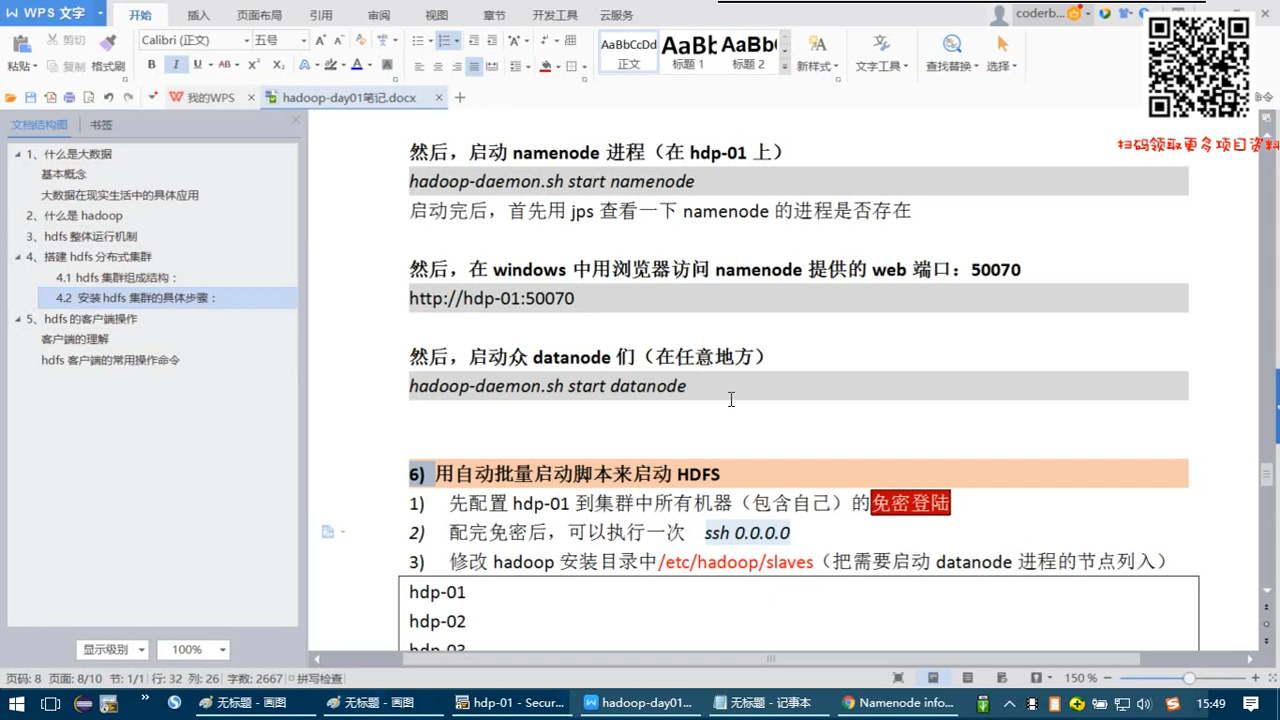 WPS 文字
开始
插入
页面布局
引用
审阅
视图
章节
开发工具
云服务
coderb...
剪切
粘贴
复制
格式刷
Calibri (正文)
五号
AaBbCcDd
正文
AaBb
标题 1
AaBb(
标题 2
新样式
文字工具
查找替换
选择
我的WPS
hadoop-day01笔记.docx
命令
扫码领取更多项目资料
文档结构图
书签
1、什么是大数据
基本概念
大数据在现实生活中的具体应用
2、什么是 hadoop
3、hdfs 整体运行机制
4、搭建 hdfs 分布式集群
4.1 hdfs 集群组成结构：
4.2 安装 hdfs 集群的具体步骤：
5、hdfs 的客户端操作
客户端的理解
hdfs 客户端的常用操作命令
显示级别
100%
然后，启动 namenode 进程（在 hdp-01 上）
hadoop-daemon.sh start namenode
启动完后，首先用 jps 查看一下 namenode 的进程是否存在
然后，在 windows 中用浏览器访问 namenode 提供的 web 端口：50070
http://hdp-01:50070
然后，启动众 datanode 们（在任意地方）
hadoop-daemon.sh start datanode
6) 用自动批量启动脚本来启动 HDFS
1) 先配置 hdp-01 到集群中所有机器（包含自己）的免密登陆
2) 配完免密后，可以执行一次 ssh 0.0.0.0
3) 修改 hadoop 安装目录中/etc/hadoop/slaves（把需要启动 datanode 进程的节点列入）
hdp-01
hdp-02
hdp-03
页码: 8 页面: 8/10 节: 1/1 行: 32 列: 26 字数: 2667 拼写检查
150 %
无标题 - 画图
无标题 - 画图
hdp-01 - Secur...
hadoop-day01...
无标题 - 记事本
Namenode info...
15:49